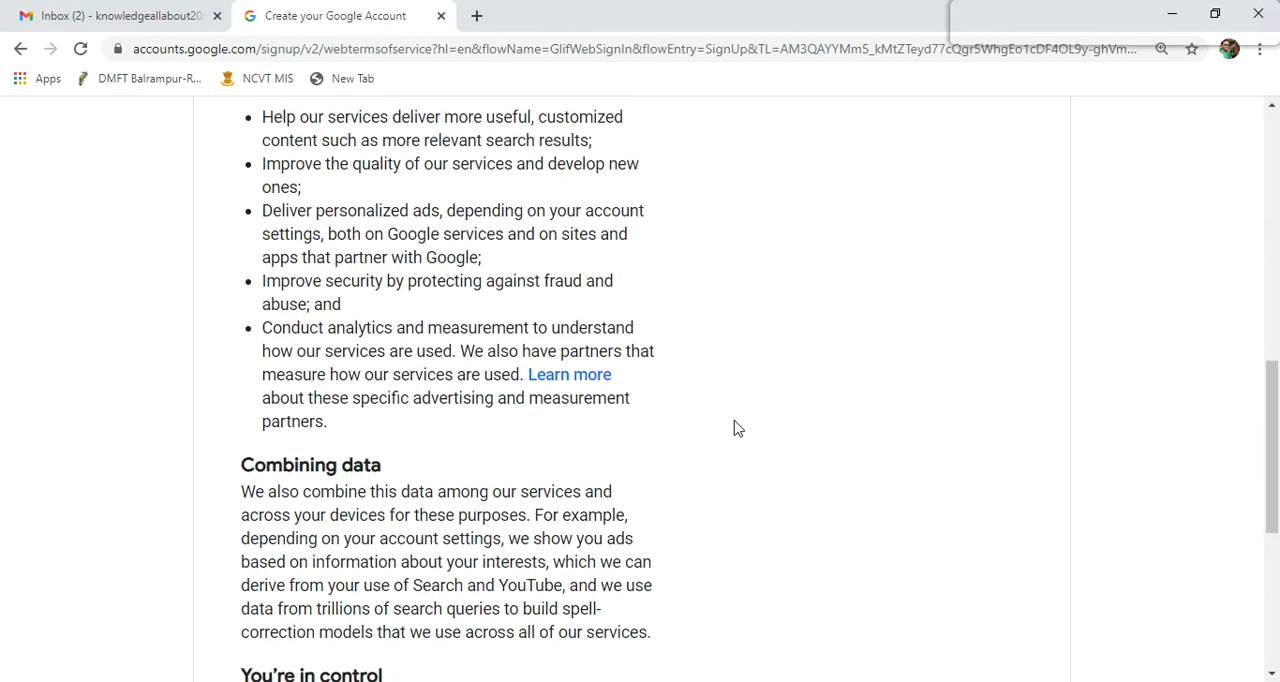 Inbox (2) - knowledgeallabout20
Create your Google Account
accounts.google.com/signup/v2/webtermsofservice?hl=en&flowName=GlifWebSignIn&flowEntry=SignUp&TL=AM3QAYYMm5_kMtZTeyd77cQgr5WhgEo1cDF4OL9y-ghVm...
Apps DMFT Balrampur-R... NCVT MIS New Tab
• Help our services deliver more useful, customized
content such as more relevant search results;
• Improve the quality of our services and develop new
ones;
• Deliver personalized ads, depending on your account
settings, both on Google services and on sites and
apps that partner with Google;
• Improve security by protecting against fraud and
abuse; and
• Conduct analytics and measurement to understand
how our services are used. We also have partners that
measure how our services are used. Learn more
about these specific advertising and measurement
partners.
Combining data
We also combine this data among our services and
across your devices for these purposes. For example,
depending on your account settings, we show you ads
based on information about your interests, which we can
derive from your use of Search and YouTube, and we use
data from trillions of search queries to build spell-
correction models that we use across all of our services.
You're in control